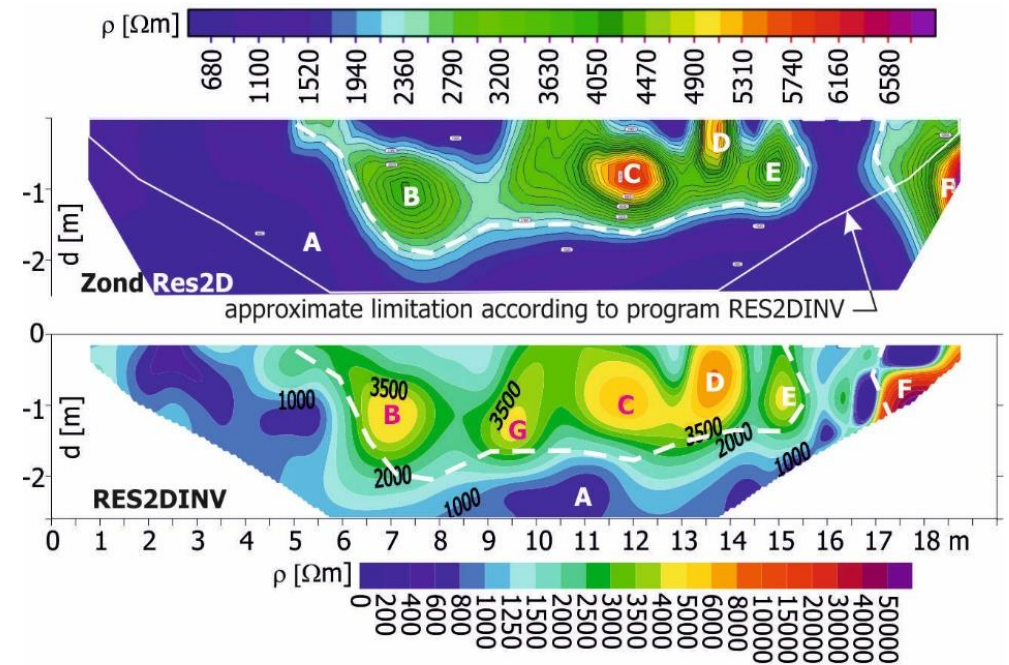 ρ [Ωm]
680 1100 1520 1940 2360 2790 3200 3630 4050 4470 4900 5310 5740 6160 6580
-1
-2
d [m]
A
B
C
D
E
F
Zond Res2D
approximate limitation according to program RES2DINV
0
-1
-2
d [m]
1000
3500
B
2000
1000
3500
G
C
A
D
3500
2000
E
1000
F
RES2DINV
0 1 2 3 4 5 6 7 8 9 10 11 12 13 14 15 16 17 18 m
ρ [Ωm]
0 200 400 600 800 1000 1250 1500 2000 2500 3000 3500 4000 5000 6000 8000 10000 15000 20000 30000 40000 50000